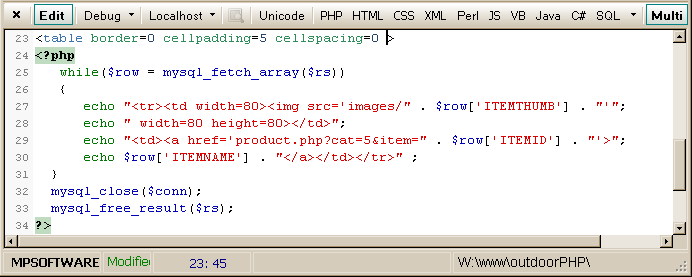 Edit Debug Localhost Unicode PHP HTML CSS XML Perl JS VB Java C# SQL Multi
23 <table border=0 cellpadding=5 cellspacing=0 >
24 <?php
25 while($row = mysql_fetch_array($rs))
26 {
27 echo "<tr><td width=80><img src='images/" . $row['ITEMTHUMB'] . "'";
28 echo " width=80 height=80></td>";
29 echo "<td><a href='product.php?cat=5&item=" . $row['ITEMID'] . "'>";
30 echo $row['ITEMNAME'] . "</a></td></tr>" ;
31 }
32 mysql_close($conn);
33 mysql_free_result($rs);
34 ?>
MPSOFTWARE Modifie 23: 45 W:\www\outdoorPHP\